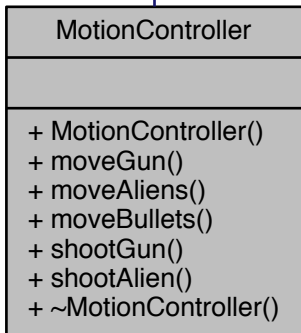 MotionController
+ MotionController()
+ moveGun()
+ moveAliens()
+ moveBullets()
+ shootGun()
+ shootAlien()
+ ~MotionController()